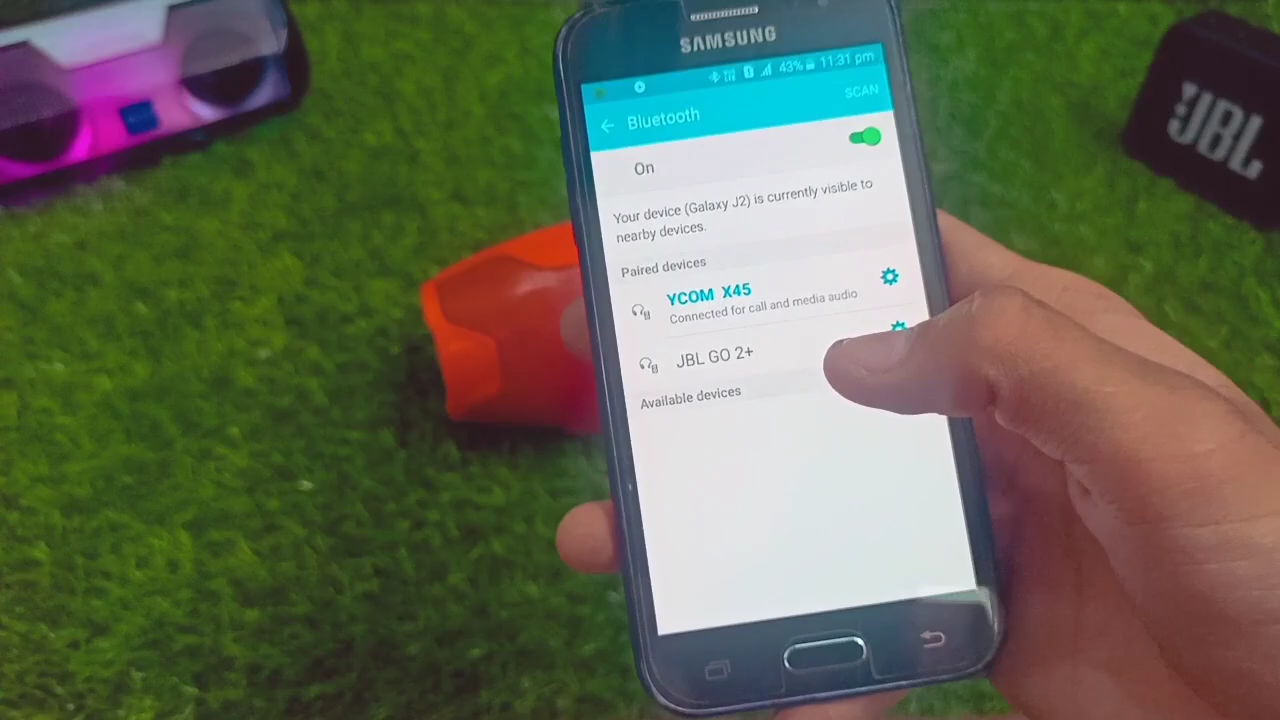 SAMSUNG
43% 11:31 pm
Bluetooth
SCAN
On
Your device (Galaxy J2) is currently visible to
nearby devices.
Paired devices
YCOM X45
Connected for call and media audio
JBL GO 2+
Available devices
JBL